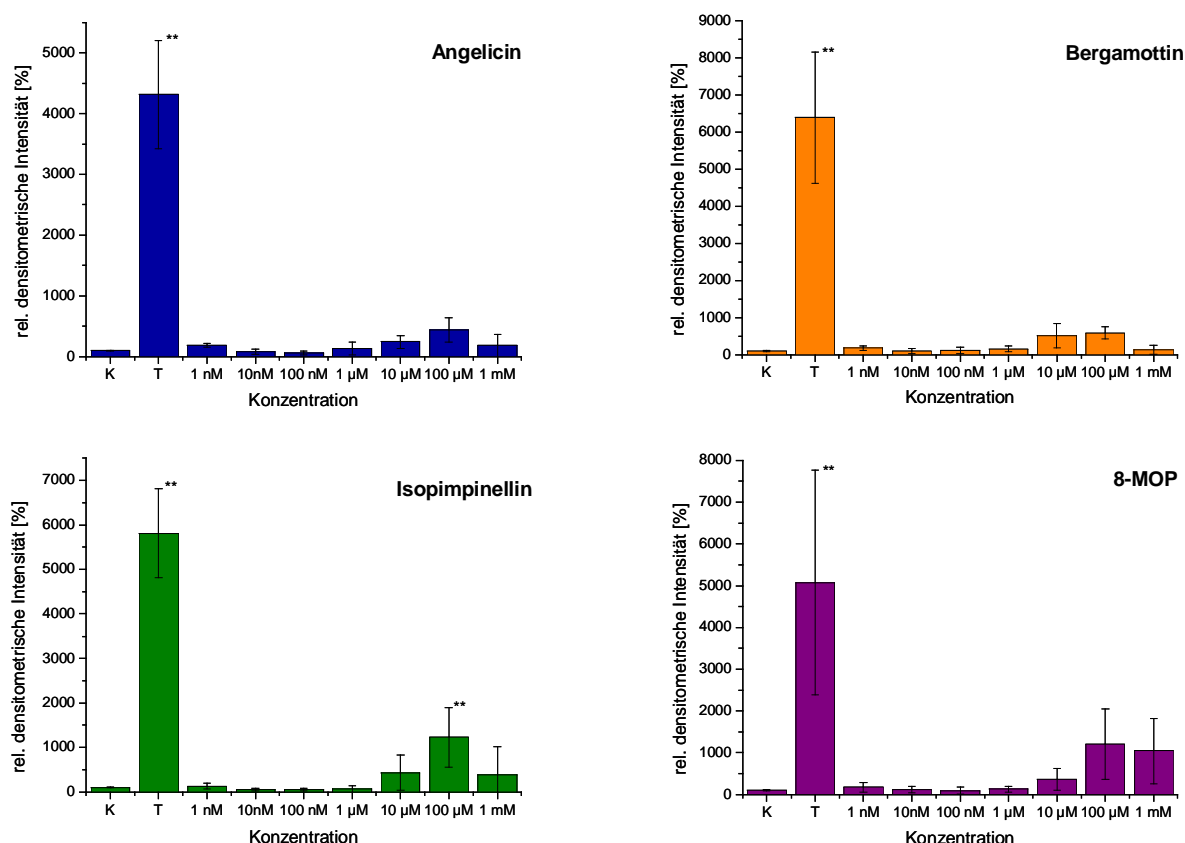 Angelicin
rel. densitometrische Intensität [%]
5000
4000
3000
2000
1000
0
**
K T 1 nM 10nM 100 nM 1 µM 10 µM 100 µM 1 mM
Konzentration
Bergamottin
rel. densitometrische Intensität [%]
9000
8000
7000
6000
5000
4000
3000
2000
1000
0
**
K T 1 nM 10nM 100 nM 1 µM 10 µM 100 µM 1 mM
Konzentration
Isopimpinellin
rel. densitometrische Intensität [%]
7000
6000
5000
4000
3000
2000
1000
0
**
**
K T 1 nM 10nM 100 nM 1 µM 10 µM 100 µM 1 mM
Konzentration
8-MOP
rel. densitometrische Intensität [%]
8000
7000
6000
5000
4000
3000
2000
1000
0
**
K T 1 nM 10nM 100 nM 1 µM 10 µM 100 µM 1 mM
Konzentration